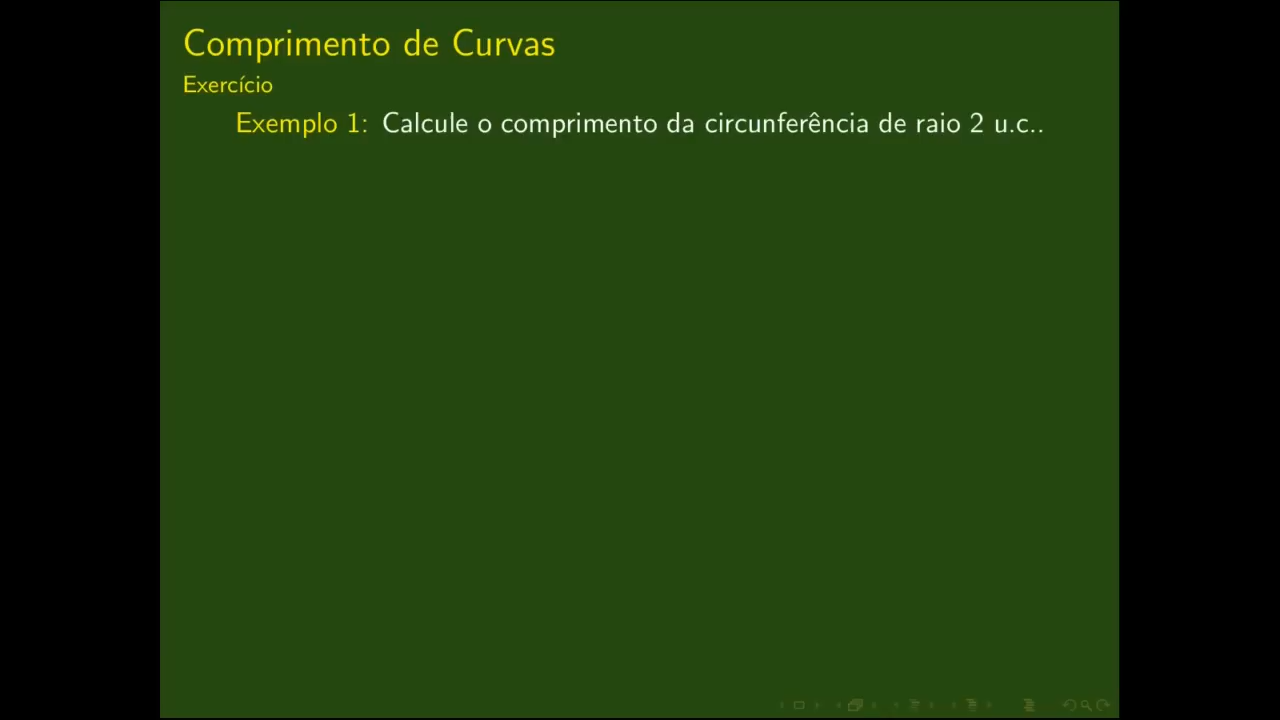 Comprimento de Curvas
Exercício
Exemplo 1: Calcule o comprimento da circunferência de raio 2 u.c..